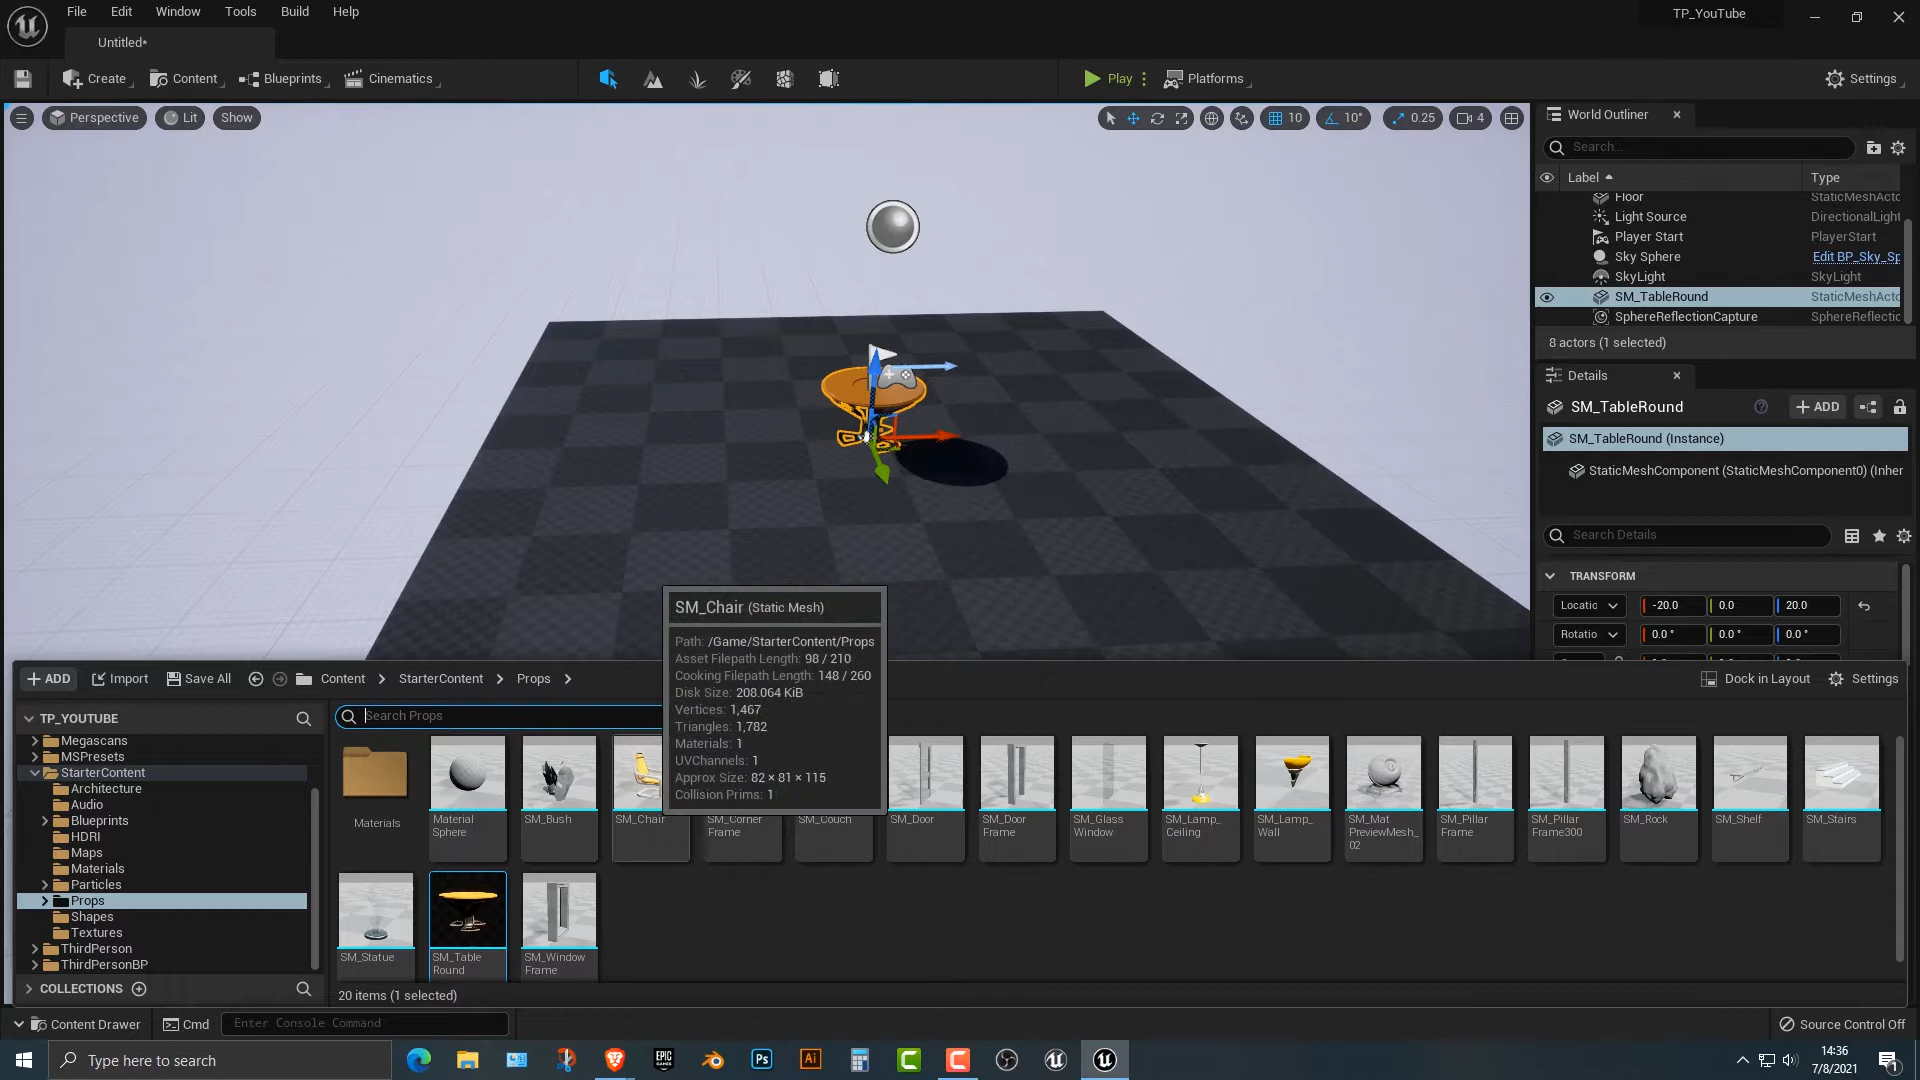 File Edit Window Tools Build Help
TP_YouTube
Untitled*
Create Content Blueprints Cinematics Play Platforms Settings
Perspective Lit Show 10 10° 0.25 4
World Outliner
Search...
Label Type
Floor StaticMeshActo
Light Source DirectionalLight
Player Start PlayerStart
Sky Sphere Edit BP_Sky_Sp
SkyLight SkyLight
SM_TableRound StaticMeshActo
SphereReflectionCapture SphereReflectic
8 actors (1 selected)
Details
SM_TableRound ADD
SM_TableRound (Instance)
StaticMeshComponent (StaticMeshComponent0) (Inher
Search Details
TRANSFORM
Locatic -20.0 0.0 20.0
Rotatio 0.0 ° 0.0 ° 0.0 °
SM_Chair (Static Mesh)
Path: /Game/StarterContent/Props
Asset Filepath Length: 98 / 210
Cooking Filepath Length: 148 / 260
Disk Size: 208.064 KiB
Vertices: 1,467
Triangles: 1,782
Materials: 1
UVChannels: 1
Approx Size: 82 × 81 × 115
Collision Prims: 1
ADD Import Save All Content StarterContent Props Dock in Layout Settings
TP_YOUTUBE
Megascans
MSPresets
StarterContent
Architecture
Audio
Blueprints
HDRI
Maps
Materials
Particles
Props
Shapes
Textures
ThirdPerson
ThirdPersonBP
COLLECTIONS
Search Props
Materials
Material
Sphere
SM_Bush
SM_Chair
SM_Corner
Frame
SM_Couch
SM_Door
SM_Door
Frame
SM_Glass
Window
SM_Lamp_
Ceiling
SM_Lamp_
Wall
SM_Mat
PreviewMesh_
02
SM_Pillar
Frame
SM_Pillar
Frame300
SM_Rock
SM_Shelf
SM_Stairs
SM_Statue
SM_Table
Round
SM_Window
Frame
20 items (1 selected)
Content Drawer Cmd Enter Console Command Source Control Off
Type here to search
EPIC
GAMES
Ps
Ai
14:36
7/8/2021
1